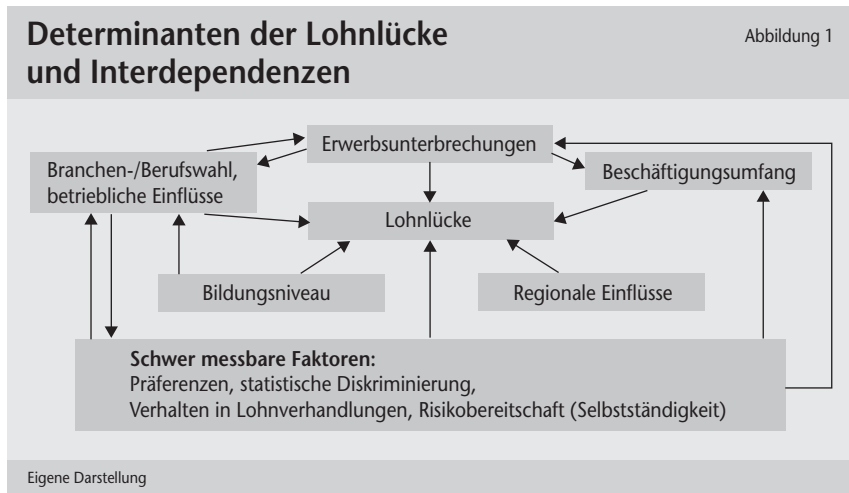 Determinanten der Lohnlücke
und Interdependenzen
Abbildung 1
Erwerbsunterbrechungen
Branchen-/Berufswahl,
betriebliche Einflüsse
Beschäftigungsumfang
Lohnlücke
Bildungsniveau
Regionale Einflüsse
Schwer messbare Faktoren:
Präferenzen, statistische Diskriminierung,
Verhalten in Lohnverhandlungen, Risikobereitschaft (Selbstständigkeit)
Eigene Darstellung